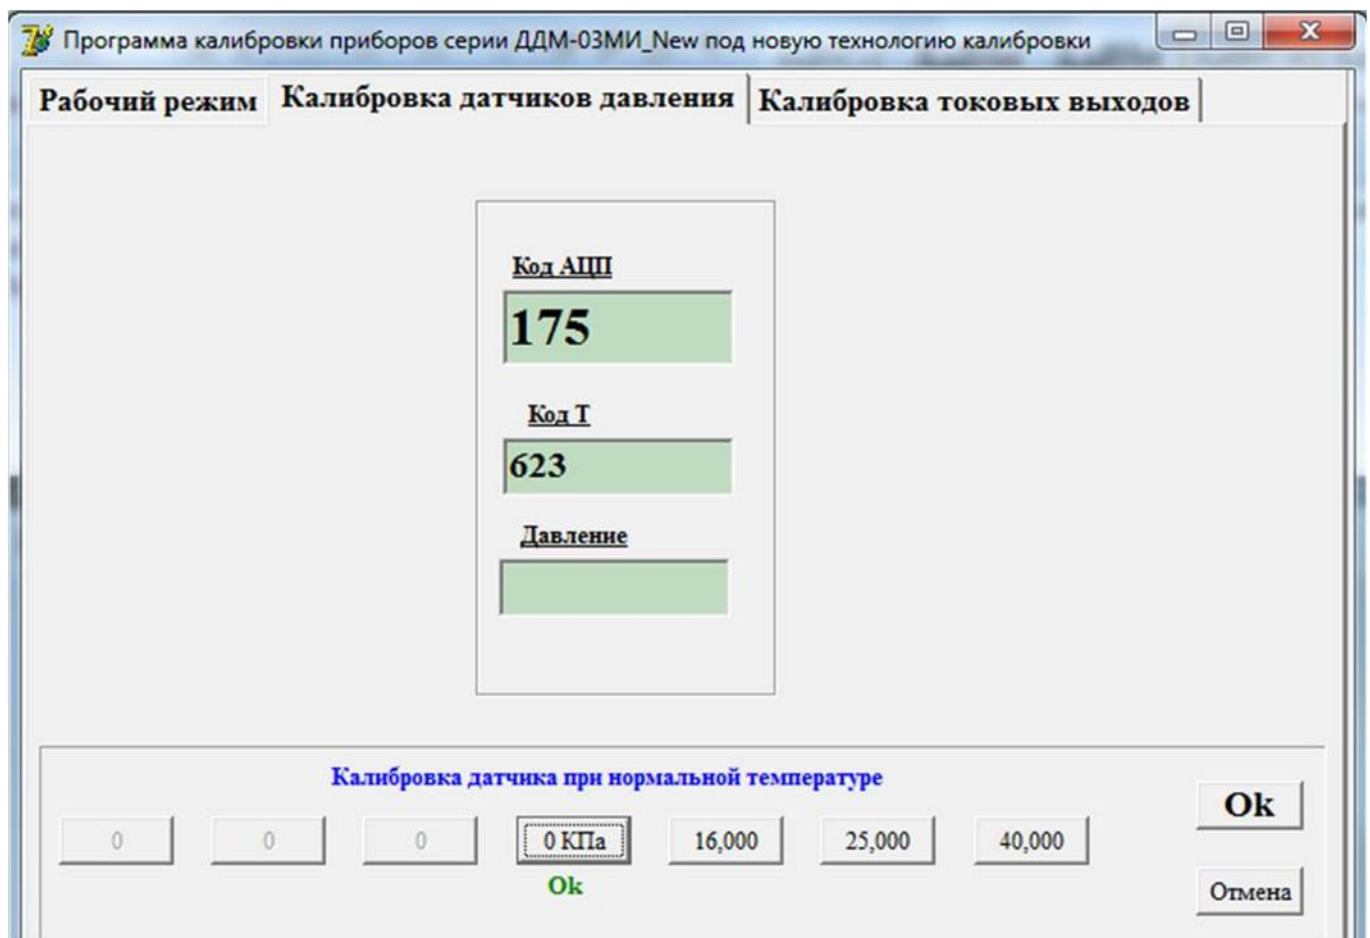 Программа калибровки приборов серии ДДМ-03МИ_New под новую технологию калибровки
Рабочий режим Калибровка датчиков давления Калибровка токовых выходов
Код АЦП
175
Код Т
623
Давление
Калибровка датчика при нормальной температуре
0 0 0 0 КПа 16,000 25,000 40,000
Ok
Ok
Отмена